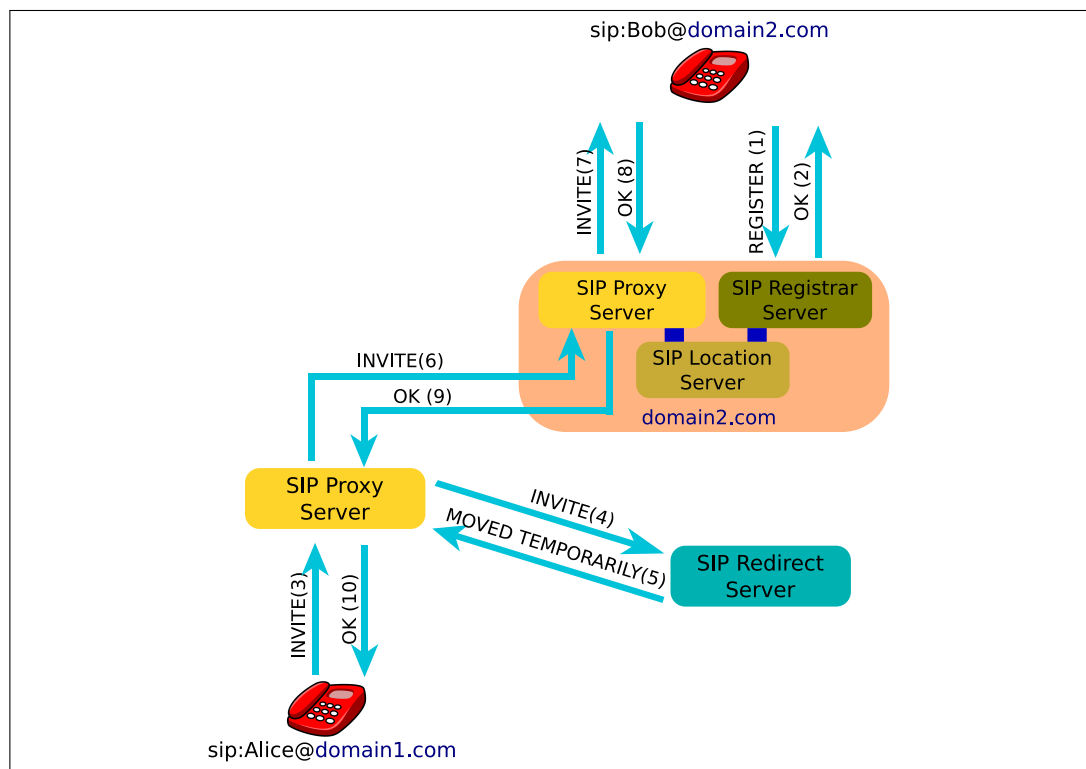 sip:Bob@domain2.com
INVITE(7)
OK (8)
REGISTER (1)
OK (2)
SIP Proxy
Server
SIP Registrar
Server
SIP Location
Server
domain2.com
INVITE(6)
OK (9)
SIP Proxy
Server
INVITE(4)
MOVED TEMPORARILY(5)
SIP Redirect
Server
INVITE(3)
OK (10)
sip:Alice@domain1.com